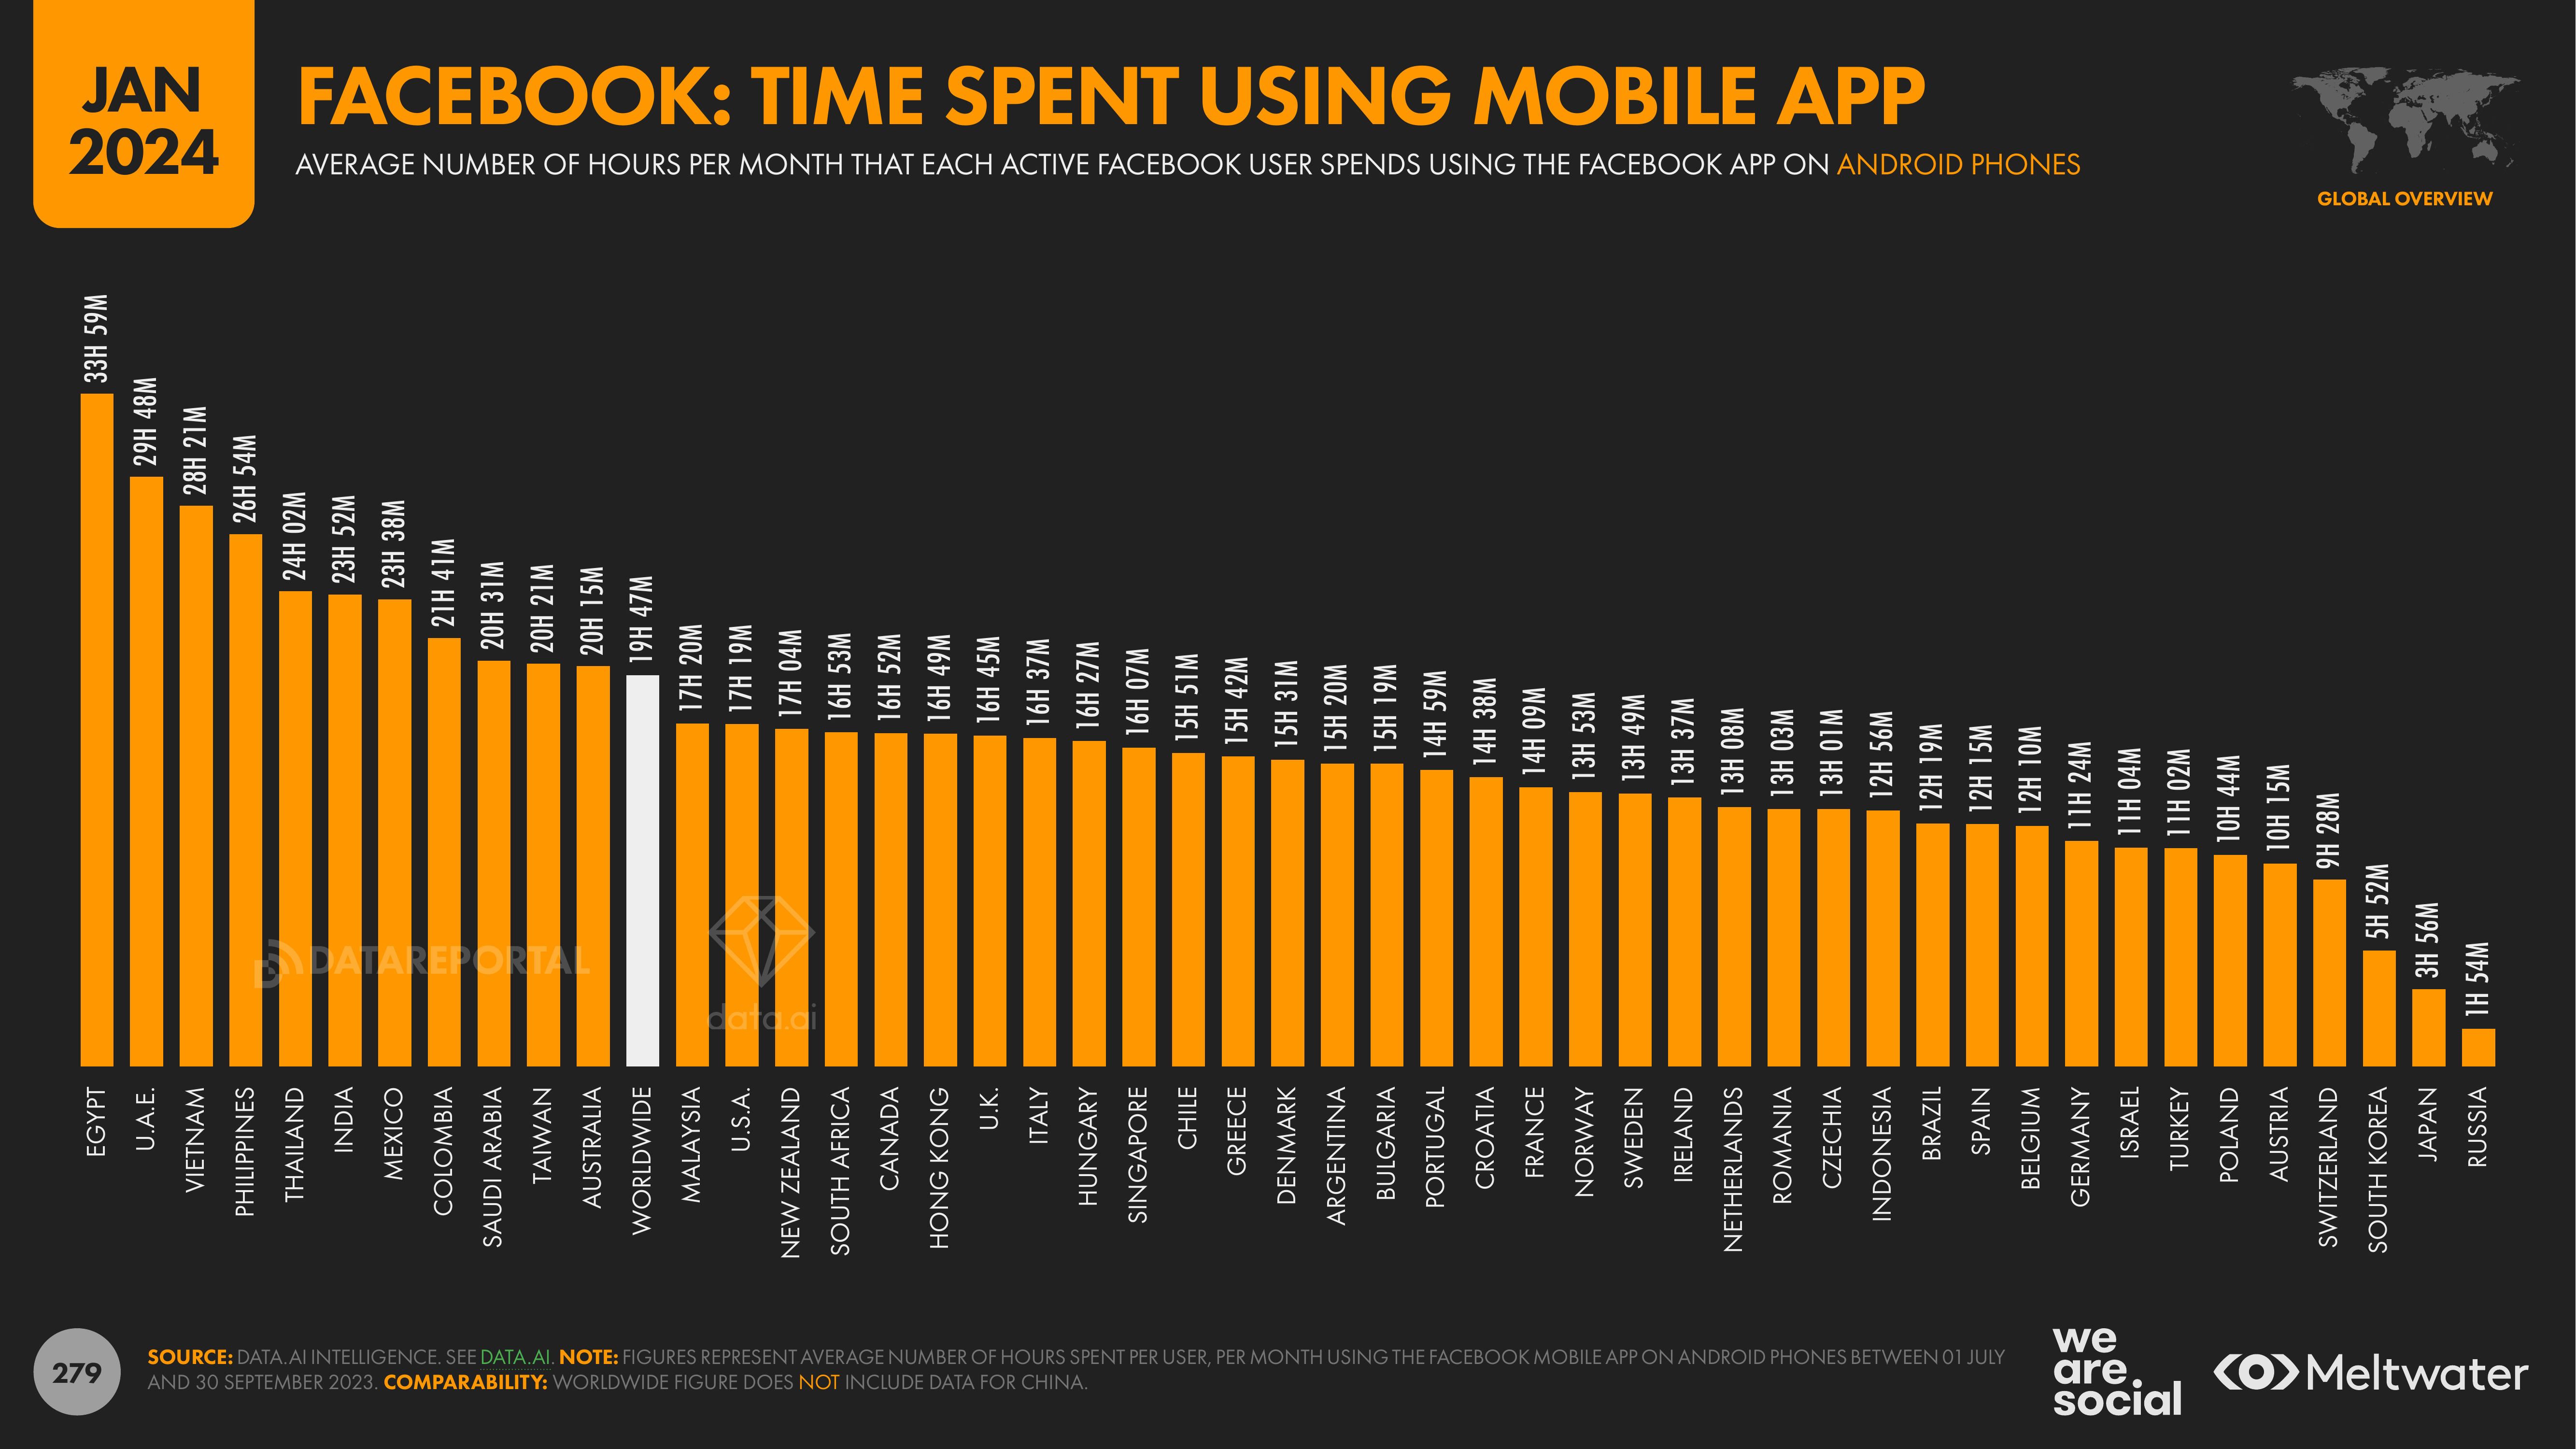 JAN
2024
FACEBOOK: TIME SPENT USING MOBILE APP
AVERAGE NUMBER OF HOURS PER MONTH THAT EACH ACTIVE FACEBOOK USER SPENDS USING THE FACEBOOK APP ON ANDROID PHONES
GLOBAL OVERVIEW
33H 59M
29H 48M
28H 21M
26H 54M
24H 02M
23H 52M
23H 38M
21H 41M
20H 31M
20H 21M
20H 15M
19H 47M
17H 20M
17H 19M
17H 04M
16H 53M
16H 52M
16H 49M
16H 45M
16H 37M
16H 27M
16H 07M
15H 51M
15H 42M
15H 31M
15H 20M
15H 19M
14H 59M
14H 38M
14H 09M
13H 53M
13H 49M
13H 37M
13H 08M
13H 03M
13H 01M
12H 56M
12H 19M
12H 15M
12H 10M
11H 24M
11H 04M
11H 02M
10H 44M
10H 15M
9H 28M
5H 52M
3H 56M
1H 54M
DATAREPORTAL
data.ai
EGYPT
U.A.E.
VIETNAM
PHILIPPINES
THAILAND
INDIA
MEXICO
COLOMBIA
SAUDI ARABIA
TAIWAN
AUSTRALIA
WORLDWIDE
MALAYSIA
U.S.A.
NEW ZEALAND
SOUTH AFRICA
CANADA
HONG KONG
U.K.
ITALY
HUNGARY
SINGAPORE
CHILE
GREECE
DENMARK
ARGENTINA
BULGARIA
PORTUGAL
CROATIA
FRANCE
NORWAY
SWEDEN
IRELAND
NETHERLANDS
ROMANIA
CZECHIA
INDONESIA
BRAZIL
SPAIN
BELGIUM
GERMANY
ISRAEL
TURKEY
POLAND
AUSTRIA
SWITZERLAND
SOUTH KOREA
JAPAN
RUSSIA
279
SOURCE: DATA.AI INTELLIGENCE. SEE DATA.AI. NOTE: FIGURES REPRESENT AVERAGE NUMBER OF HOURS SPENT PER USER, PER MONTH USING THE FACEBOOK MOBILE APP ON ANDROID PHONES BETWEEN 01 JULY
AND 30 SEPTEMBER 2023. COMPARABILITY: WORLDWIDE FIGURE DOES NOT INCLUDE DATA FOR CHINA.
we
are
social
Meltwater